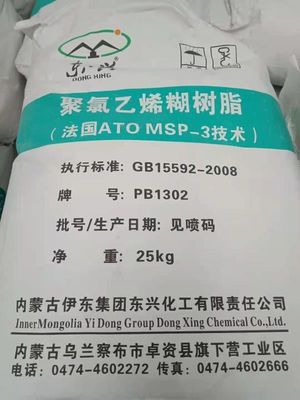 东兴
DONG XING
聚氯乙烯糊树脂
（法国ATO MSP-3技术）
执行标准: GB15592-2008
牌 号: PB1302
批号/生产日期: 见喷码
净 重: 25kg
内蒙古伊东集团东兴化工有限责任公司
InnerMongolia Yi Dong Group Dong Xing Chemical Co.,Ltd.
内蒙古乌兰察布市卓资县旗下营工业区
电话: 0474-4602272 传真: 0474-4602666